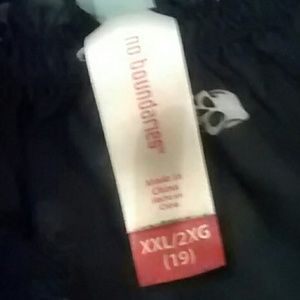 no boundaries
Made in
China
Hecho en
China
XXL/2XG
(19)